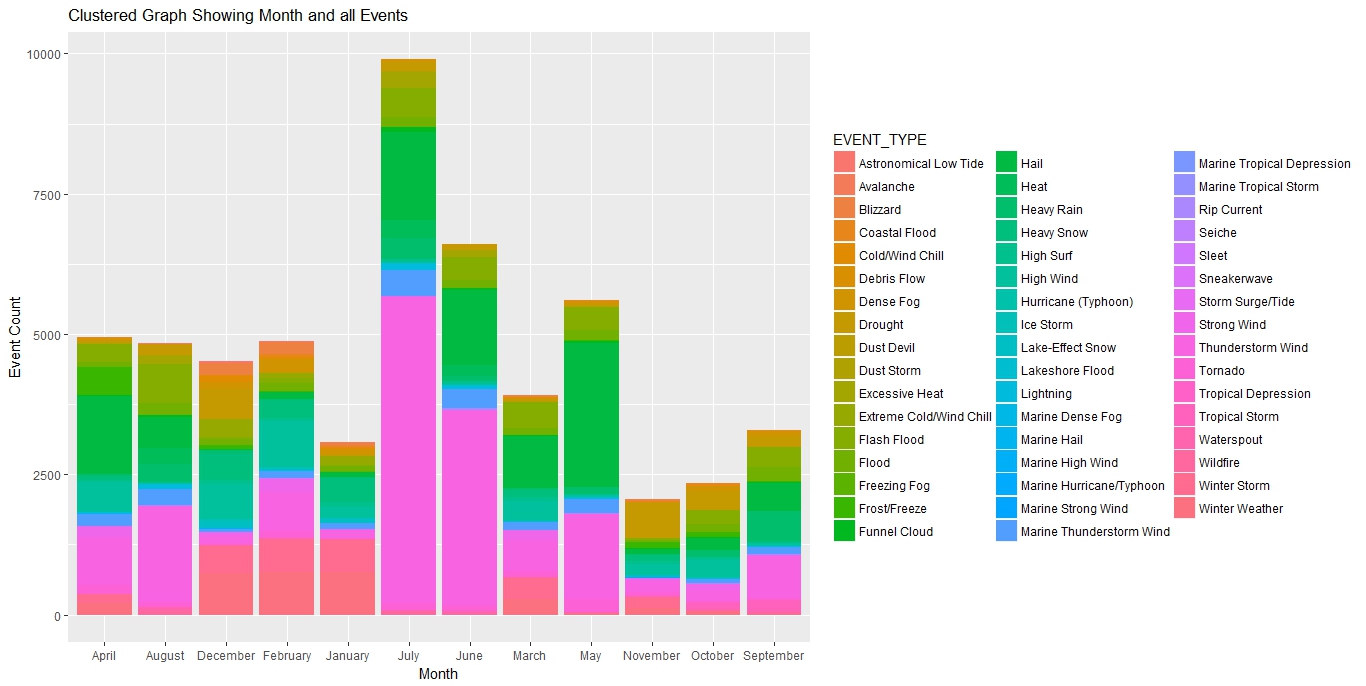 Clustered Graph Showing Month and all Events
Event Count
10000
7500
5000
2500
0
April
August
December
February
January
July
June
March
May
November
October
September
Month
EVENT_TYPE
Astronomical Low Tide
Avalanche
Blizzard
Coastal Flood
Cold/Wind Chill
Debris Flow
Dense Fog
Drought
Dust Devil
Dust Storm
Excessive Heat
Extreme Cold/Wind Chill
Flash Flood
Flood
Freezing Fog
Frost/Freeze
Funnel Cloud
Hail
Heat
Heavy Rain
Heavy Snow
High Surf
High Wind
Hurricane (Typhoon)
Ice Storm
Lake-Effect Snow
Lakeshore Flood
Lightning
Marine Dense Fog
Marine Hail
Marine High Wind
Marine Hurricane/Typhoon
Marine Strong Wind
Marine Thunderstorm Wind
Marine Tropical Depression
Marine Tropical Storm
Rip Current
Seiche
Sleet
Sneakerwave
Storm Surge/Tide
Strong Wind
Thunderstorm Wind
Tornado
Tropical Depression
Tropical Storm
Waterspout
Wildfire
Winter Storm
Winter Weather